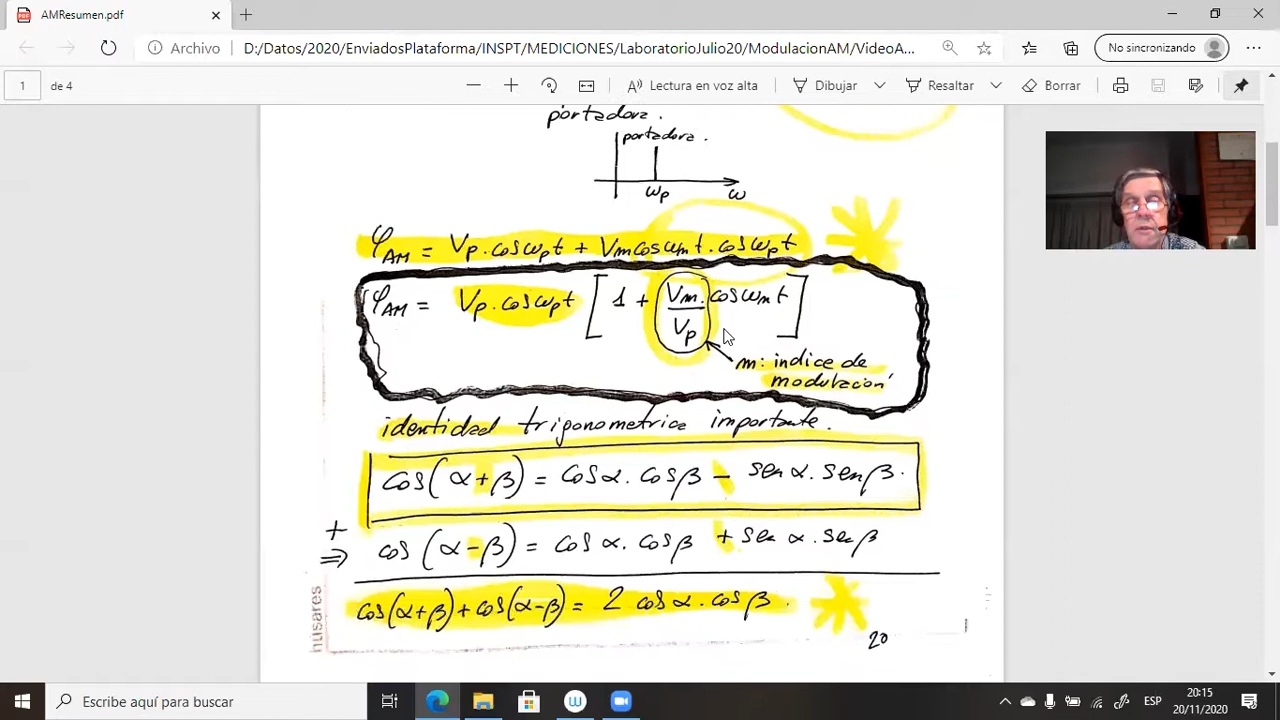 AMResumen.pdf
Archivo
D:/Datos/2020/EnviadosPlataforma/INSPT/MEDICIONES/LaboratorioJulio20/ModulacionAM/VideoA...
No sincronizando
1 de 4
Lectura en voz alta
Dibujar
Resaltar
Borrar
portadora.
portadora.
ωp
ω
φAM = Vp.cosωpt + Vmcosωmt.cosωpt
φAM = Vp.cosωpt [1 + Vm/Vp.cosωmt]
m: indice de
modulacion
identidad trigonometrica importante.
cos(α+β) = cosα.cosβ - senα.senβ.
+
⇒ cos(α-β) = cosα.cosβ + senα.senβ
cos(α+β)+cos(α-β) = 2 cosα.cosβ.
husares
20
Escribe aquí para buscar
ESP
20:15
20/11/2020